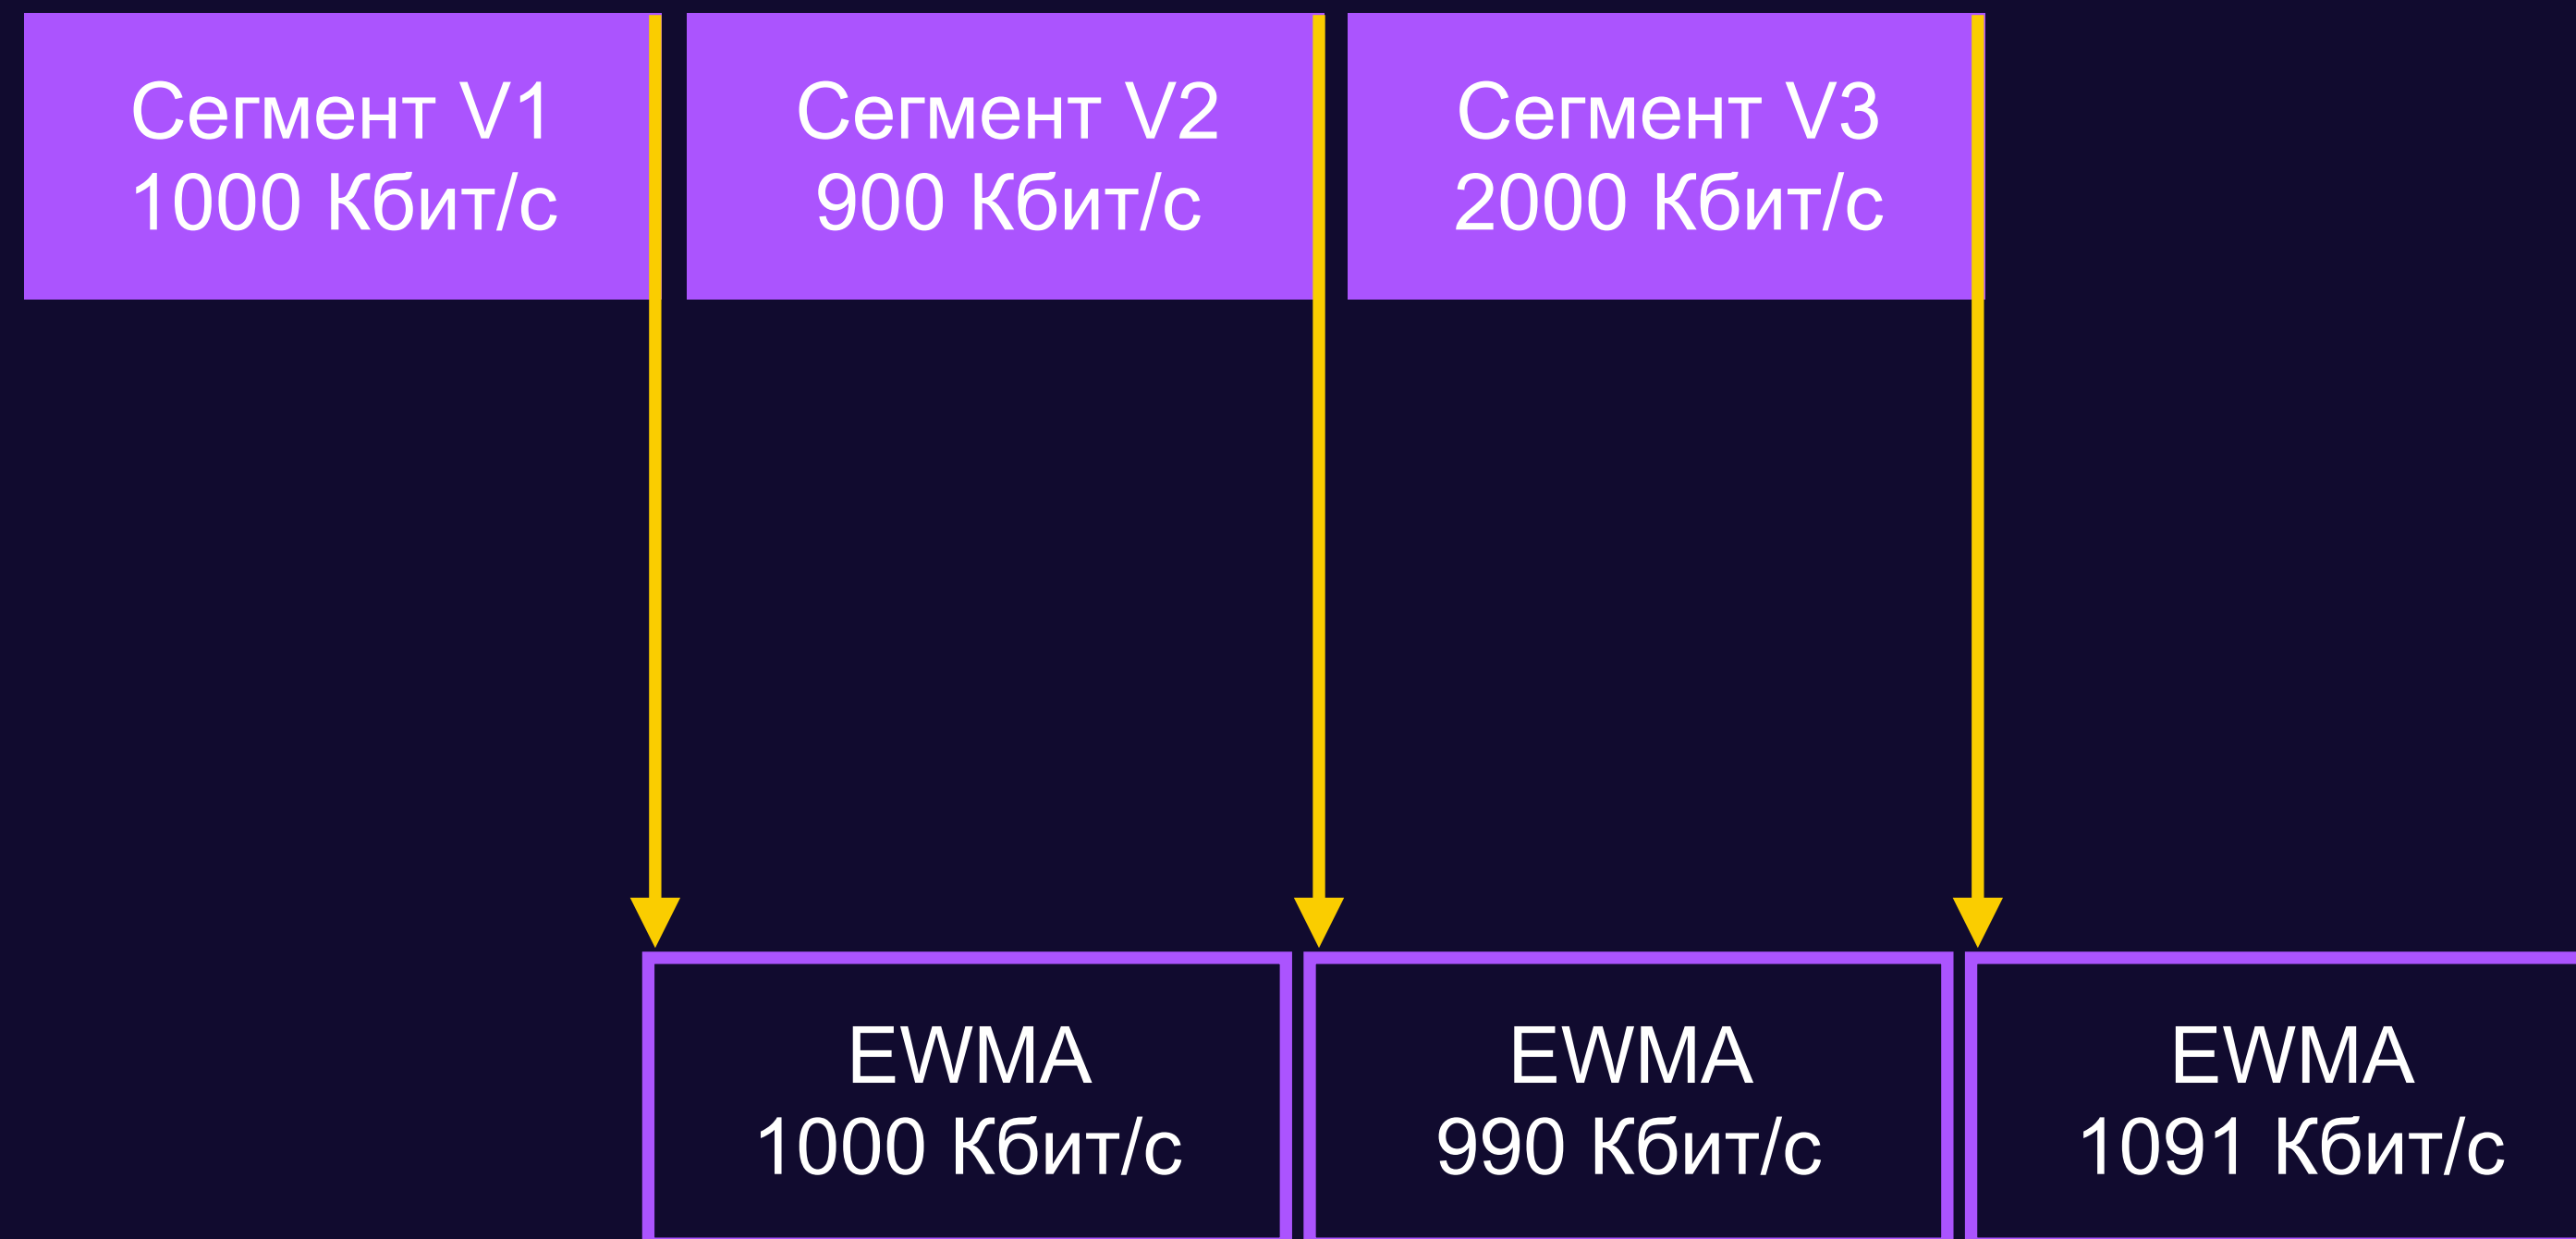 Сегмент V1
1000 Кбит/с
Сегмент V2
900 Кбит/с
Сегмент V3
2000 Кбит/с
EWMA
1000 Кбит/с
EWMA
990 Кбит/с
EWMA
1091 Кбит/с